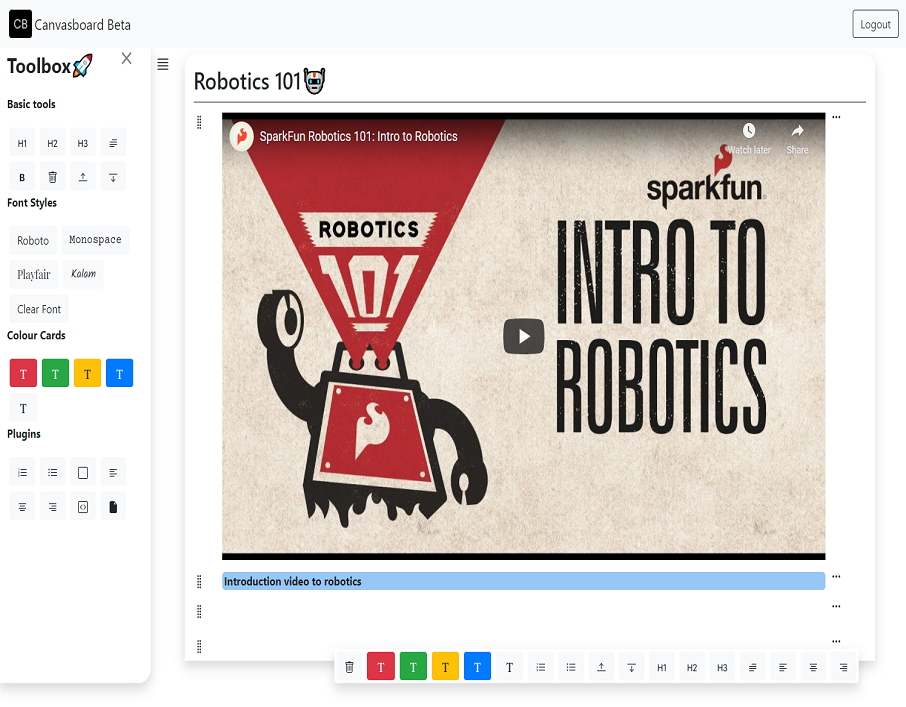 CB Canvasboard Beta
Logout
Toolbox🚀
X
Basic tools
H1 H2 H3
B
Font Styles
Roboto Monospace
Playfair Kalam
Clear Font
Colour Cards
T T T T
T
Plugins
Robotics 101🤖
SparkFun Robotics 101: Intro to Robotics
Watch later
Share
sparkfun
ROBOTICS
101
INTRO TO
ROBOTICS
Introduction video to robotics
T T T T T H1 H2 H3